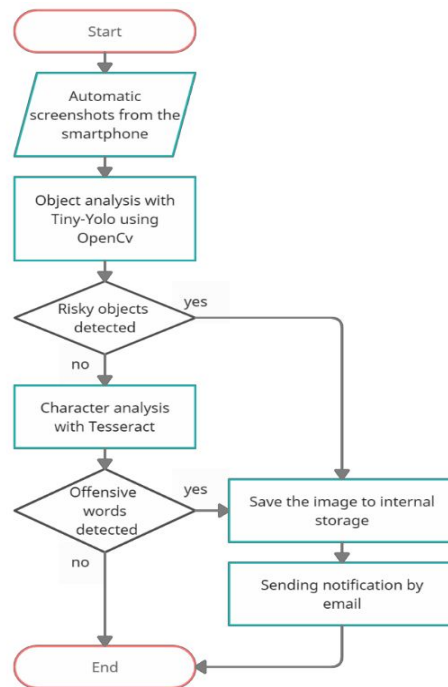 Start
Automatic
screenshots from the
smartphone
Object analysis with
Tiny-Yolo using
OpenCv
Risky objects
detected
yes
no
Character analysis
with Tesseract
Offensive
words
detected
yes
no
Save the image to internal
storage
Sending notification by
email
End